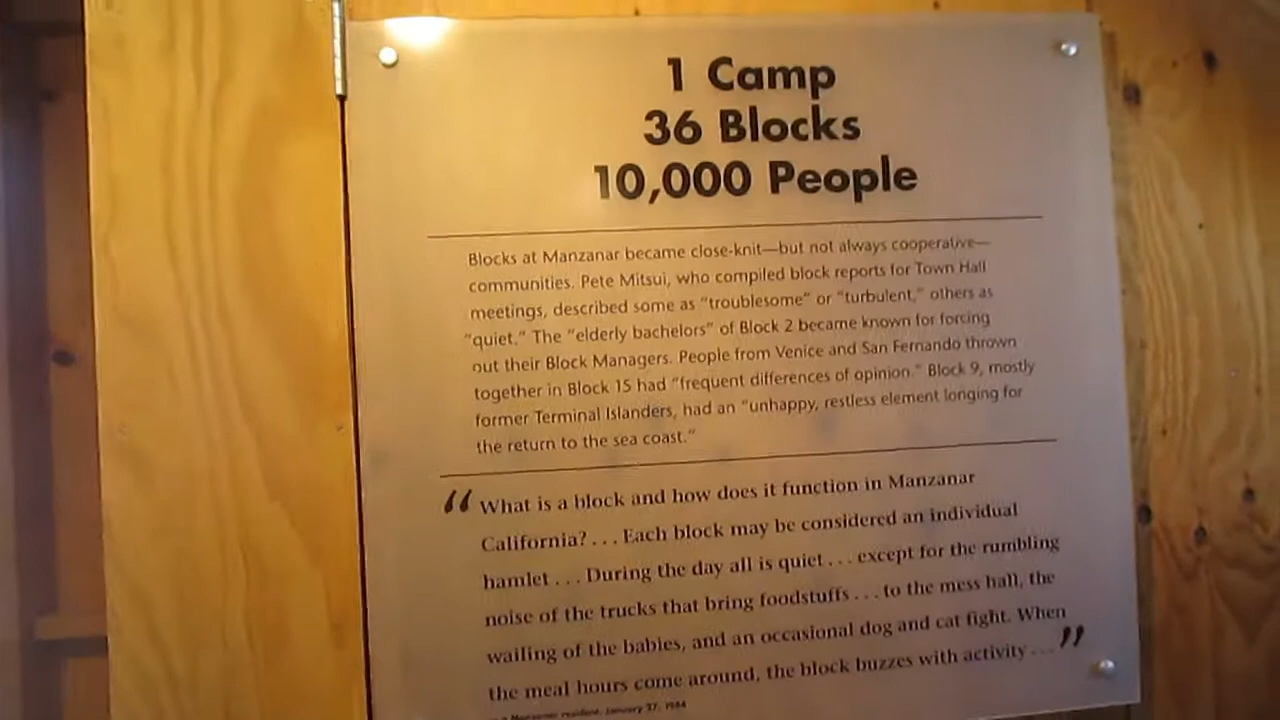 1 Camp
36 Blocks
10,000 People
Blocks at Manzanar became close-knit—but not always cooperative—
communities. Pete Mitsui, who compiled block reports for Town Hall
meetings, described some as “troublesome” or “turbulent,” others as
“quiet.” The “elderly bachelors” of Block 2 became known for forcing
out their Block Managers. People from Venice and San Fernando thrown
together in Block 15 had “frequent differences of opinion.” Block 9, mostly
former Terminal Islanders, had an “unhappy, restless element longing for
the return to the sea coast.”
“What is a block and how does it function in Manzanar
California? . . . Each block may be considered an individual
hamlet . . . During the day all is quiet . . . except for the rumbling
noise of the trucks that bring foodstuffs . . . to the mess hall, the
wailing of the babies, and an occasional dog and cat fight. When
the meal hours come around, the block buzzes with activity . . .”
Manzanar resident, January 27, 1944